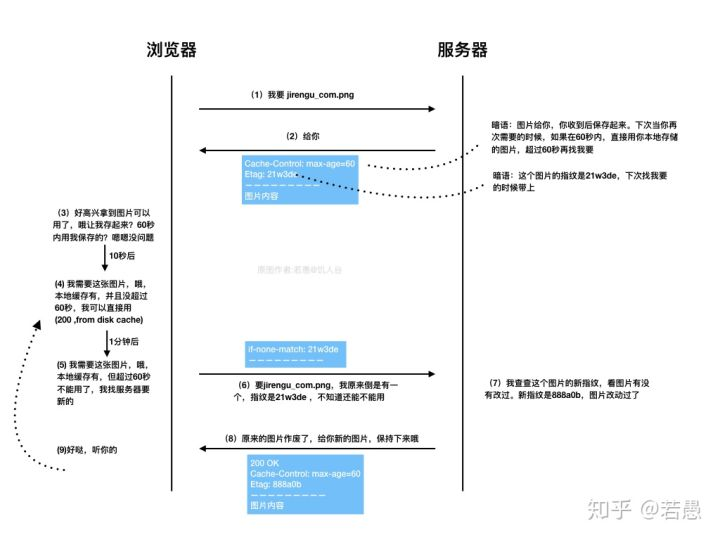 浏览器
服务器
（1）我要 jirengu_com.png
（2）给你
Cache-Control: max-age=60
Etag: 21w3de
－－－－－－－－－
图片内容
暗语：图片给你，你收到后保存起来。下次当你再
次需要的时候，如果在60秒内，直接用你本地存储
的图片，超过60秒再找我要
暗语：这个图片的指纹是21w3de，下次找我要
的时候带上
（3）好高兴拿到图片可以
用了，哦让我存起来？60秒
内用我保存的？嗯嗯没问题
10秒后
(4) 我需要这张图片，哦，
本地缓存有，并且没超过
60秒，我可以直接用
(200 ,from disk cache)
1分钟后
(5) 我需要这张图片，哦，
本地缓存有，但超过60秒
不能用了，我找服务器要
新的
原图作者:若愚@饥人谷
if-none-match: 21w3de
－－－－－－－－－
（6）要jirengu_com.png，我原来倒是有一
个，指纹是21w3de ，不知道还能不能用
（7）我查查这个图片的新指纹，看图片有没
有改过。新指纹是888a0b，图片改动过了
（8）原来的图片作废了，给你新的图片，保持下来哦
200 OK
Cache-Control: max-age=60
Etag: 888a0b
－－－－－－－－－
图片内容
(9)好哒，听你的
知乎 @若愚